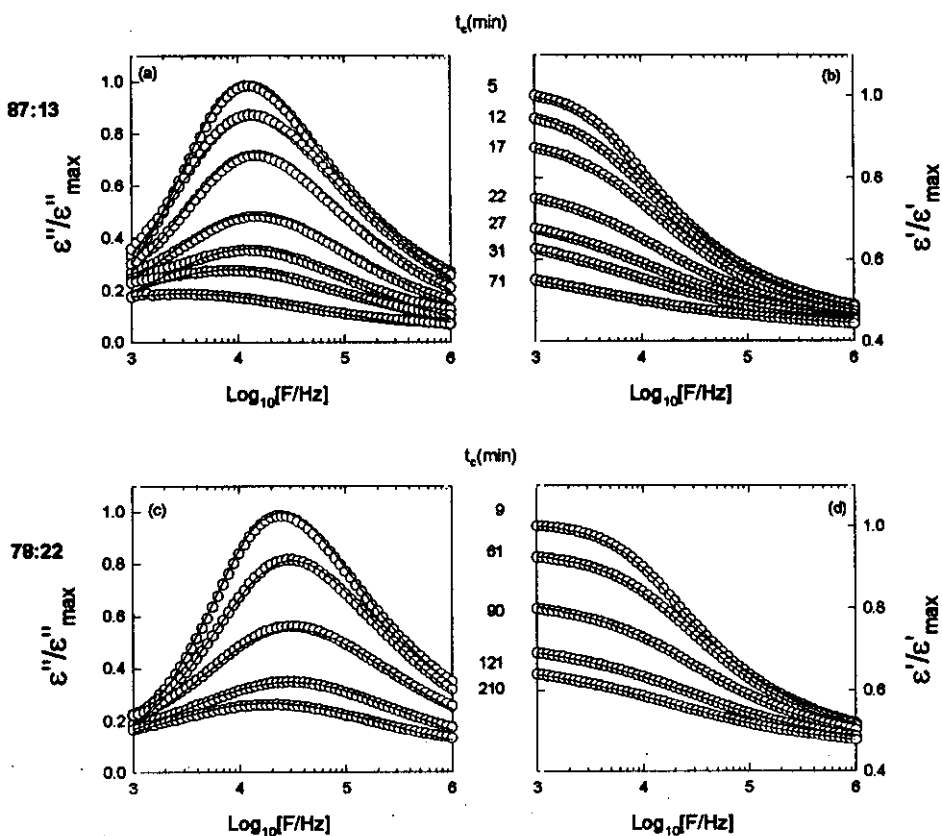 t_c(min)
87:13
(a)
1.0
0.8
0.6
0.4
0.2
0.0
ε''/ε''max
3 4 5 6
Log10[F/Hz]
5
12
17
22
27
31
71
(b)
1.0
0.8
0.6
0.4
ε'/ε'max
3 4 5 6
Log10[F/Hz]
t_c(min)
78:22
(c)
1.0
0.8
0.6
0.4
0.2
0.0
ε''/ε''max
3 4 5 6
Log10[F/Hz]
9
61
90
121
210
(d)
1.0
0.8
0.6
0.4
ε'/ε'max
3 4 5 6
Log10[F/Hz]